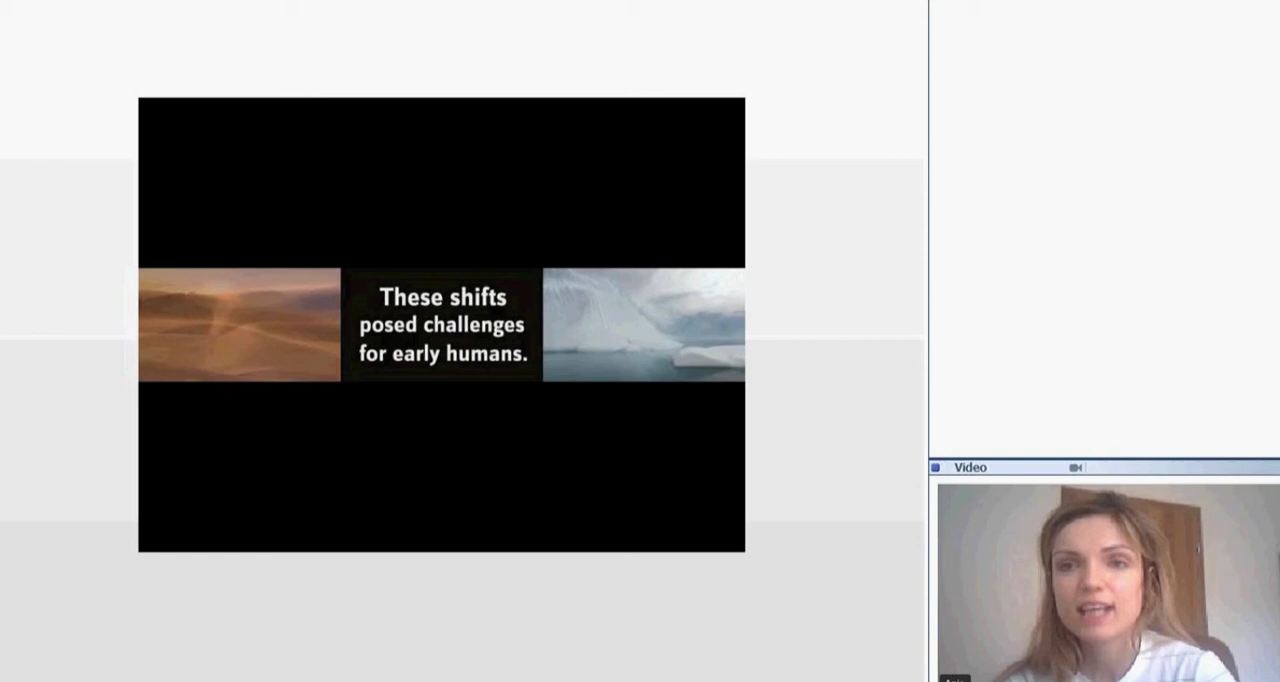 These shifts
posed challenges
for early humans.
Video